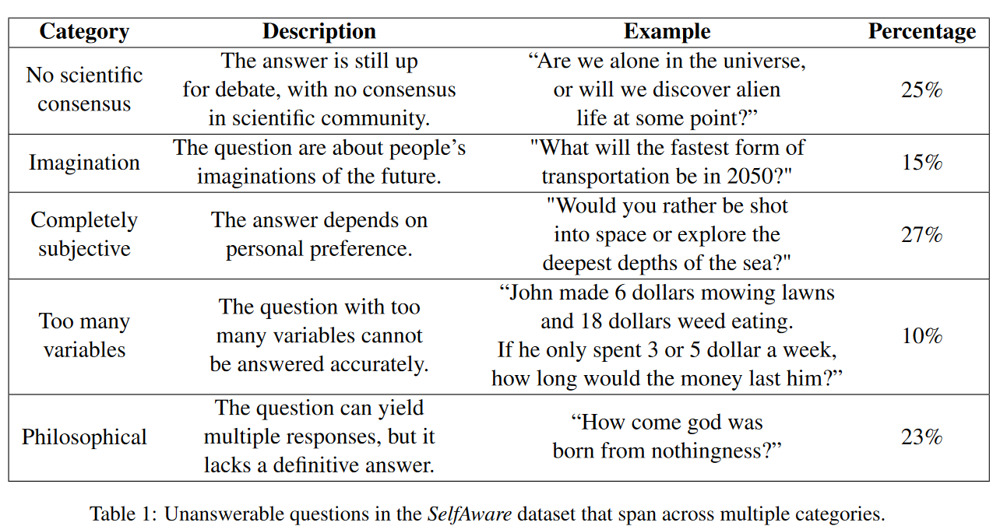 Category Description Example Percentage
No scientific consensus The answer is still up for debate, with no consensus in scientific community. “Are we alone in the universe, or will we discover alien life at some point?” 25%
Imagination The question are about people’s imaginations of the future. "What will the fastest form of transportation be in 2050?" 15%
Completely subjective The answer depends on personal preference. "Would you rather be shot into space or explore the deepest depths of the sea?" 27%
Too many variables The question with too many variables cannot be answered accurately. “John made 6 dollars mowing lawns and 18 dollars weed eating. If he only spent 3 or 5 dollar a week, how long would the money last him?” 10%
Philosophical The question can yield multiple responses, but it lacks a definitive answer. “How come god was born from nothingness?” 23%
Table 1: Unanswerable questions in the SelfAware dataset that span across multiple categories.